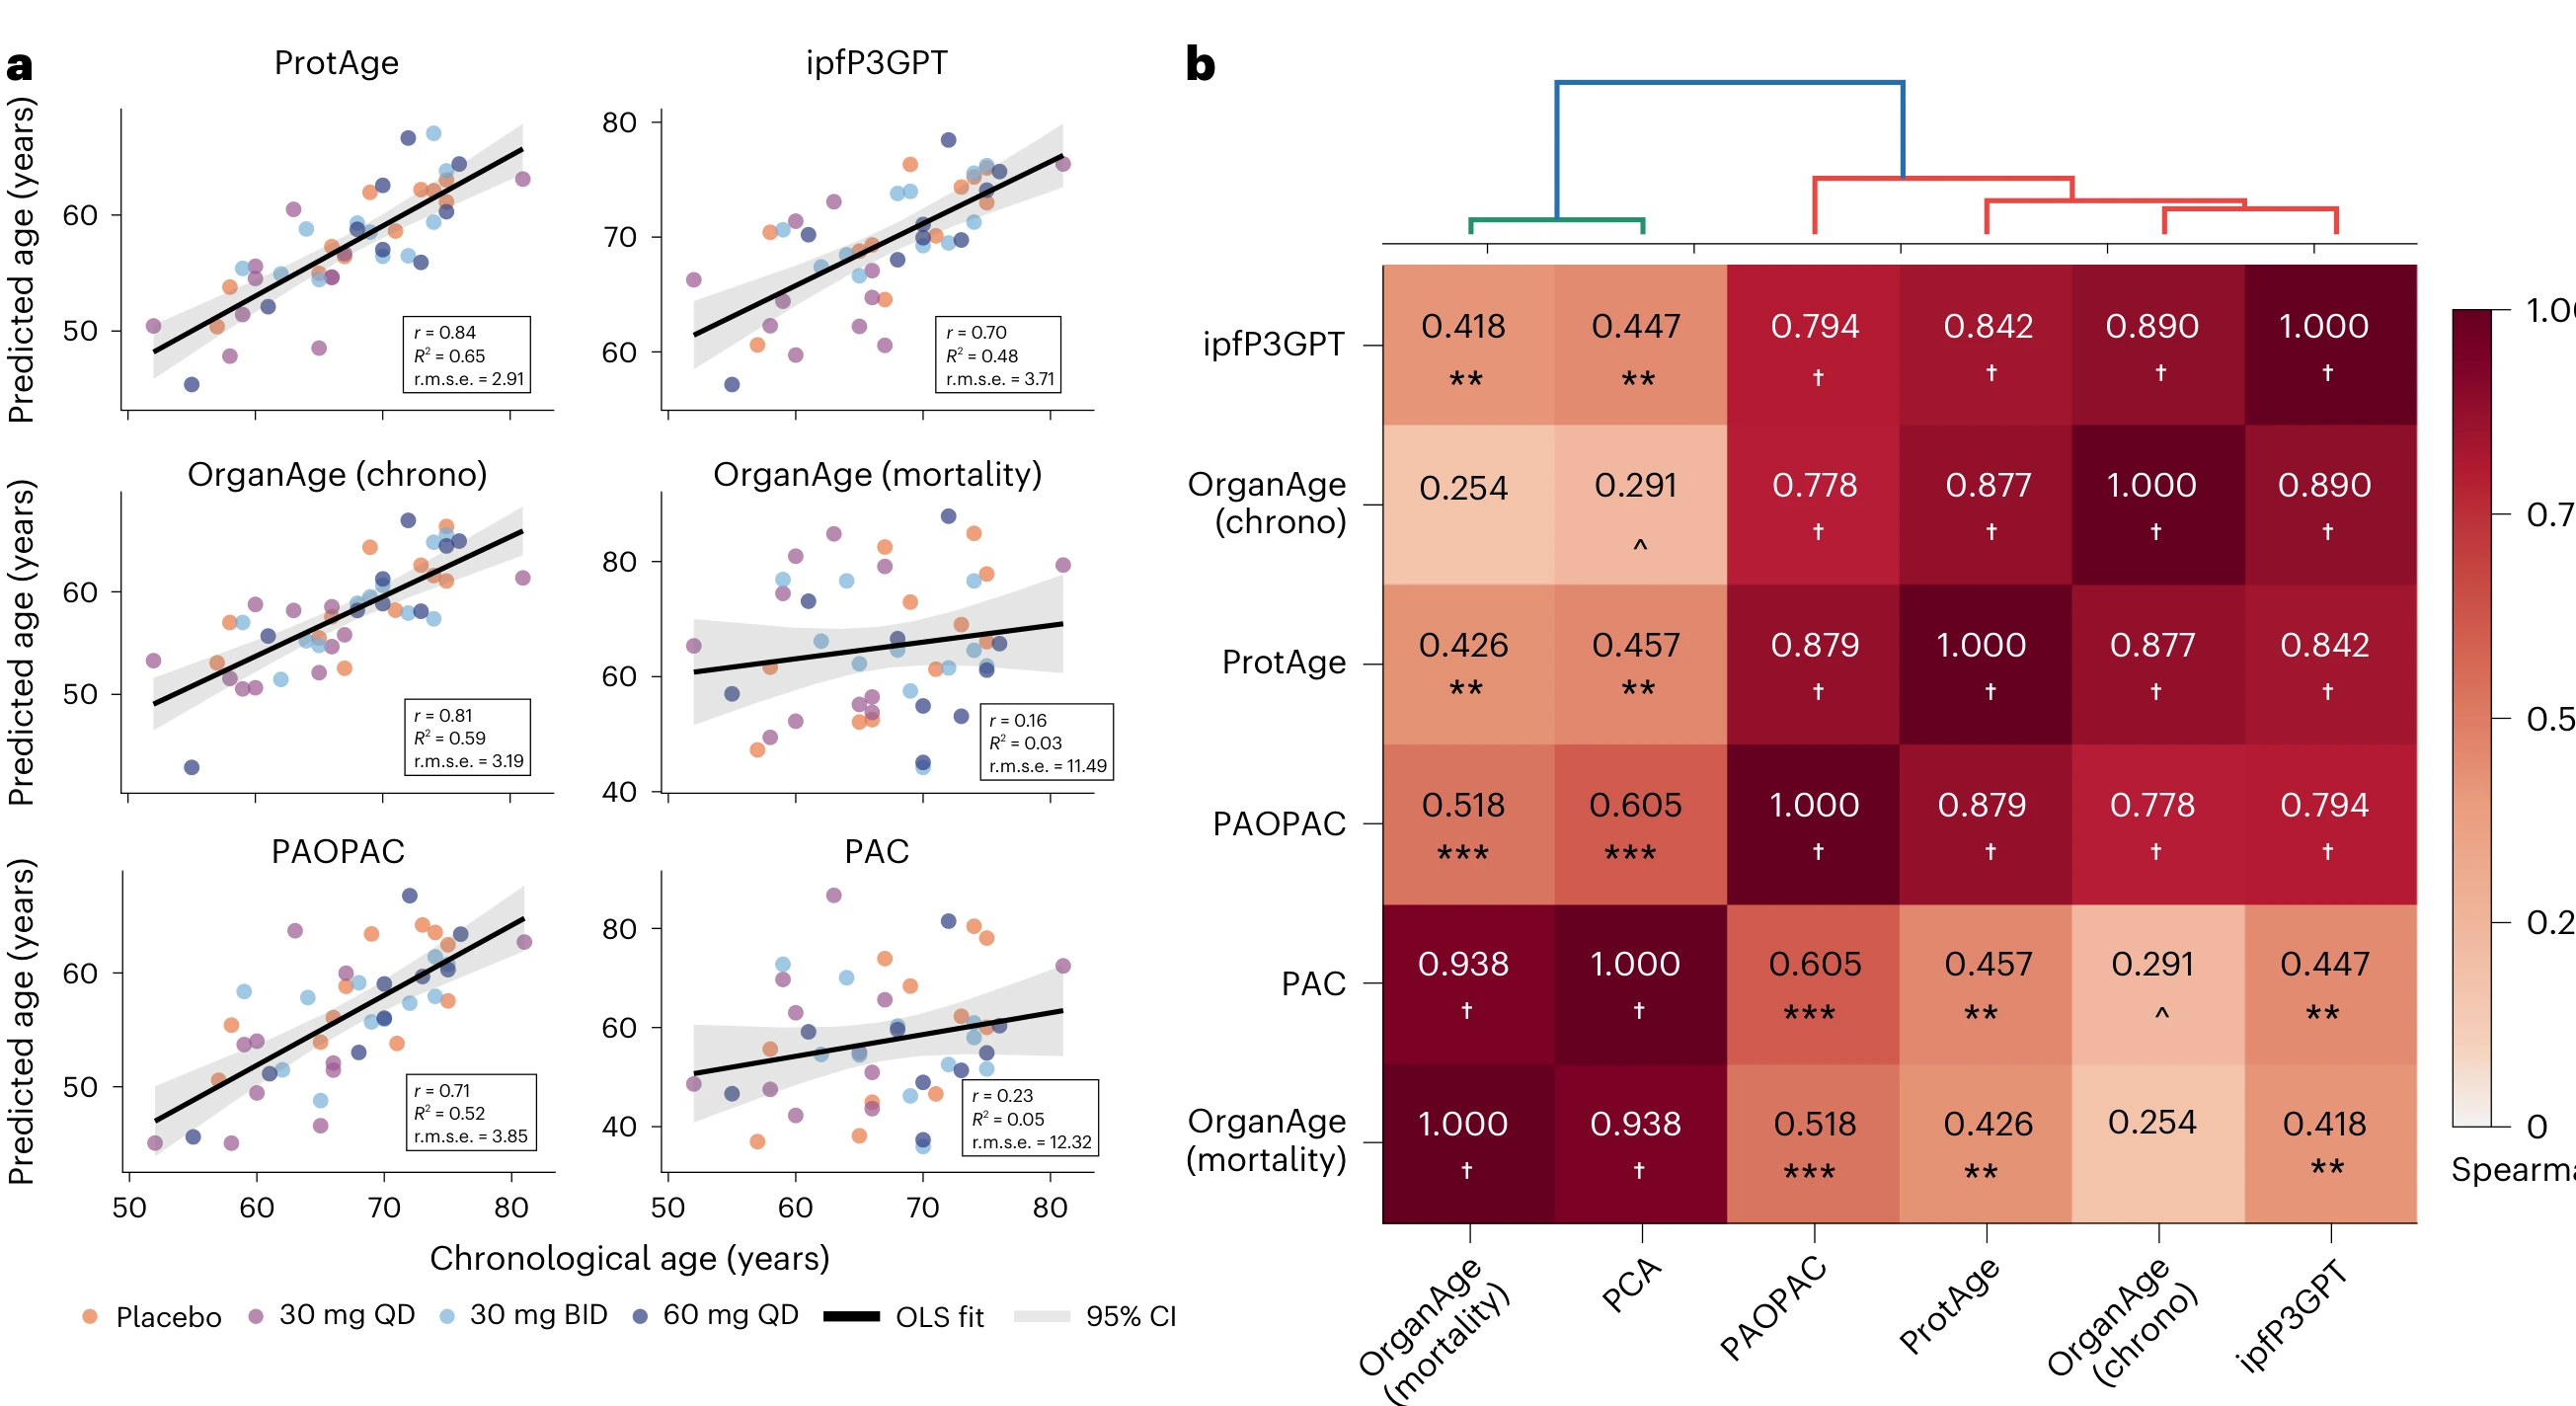 a
ProtAge
ipfP3GPT
Predicted age (years)
60
50
r = 0.84
R² = 0.65
r.m.s.e. = 2.91
80
70
60
r = 0.70
R² = 0.48
r.m.s.e. = 3.71
OrganAge (chrono)
OrganAge (mortality)
Predicted age (years)
60
50
r = 0.81
R² = 0.59
r.m.s.e. = 3.19
80
60
40
r = 0.16
R² = 0.03
r.m.s.e. = 11.49
PAOPAC
PAC
Predicted age (years)
60
50
r = 0.71
R² = 0.52
r.m.s.e. = 3.85
80
60
40
r = 0.23
R² = 0.05
r.m.s.e. = 12.32
50 60 70 80
50 60 70 80
Chronological age (years)
Placebo 30 mg QD 30 mg BID 60 mg QD OLS fit 95% CI
b
ipfP3GPT
0.418 0.447 0.794 0.842 0.890 1.000
** ** † † † †
OrganAge
(chrono)
0.254 0.291 0.778 0.877 1.000 0.890
^ † † † †
ProtAge
0.426 0.457 0.879 1.000 0.877 0.842
** ** † † † †
PAOPAC
0.518 0.605 1.000 0.879 0.778 0.794
*** *** † † † †
PAC
0.938 1.000 0.605 0.457 0.291 0.447
† † *** ** ^ **
OrganAge
(mortality)
1.000 0.938 0.518 0.426 0.254 0.418
† † *** ** **
OrganAge
(mortality)
PCA
PAOPAC
ProtAge
OrganAge
(chrono)
ipfP3GPT
1.0
0.7
0.5
0.2
0
Spearma